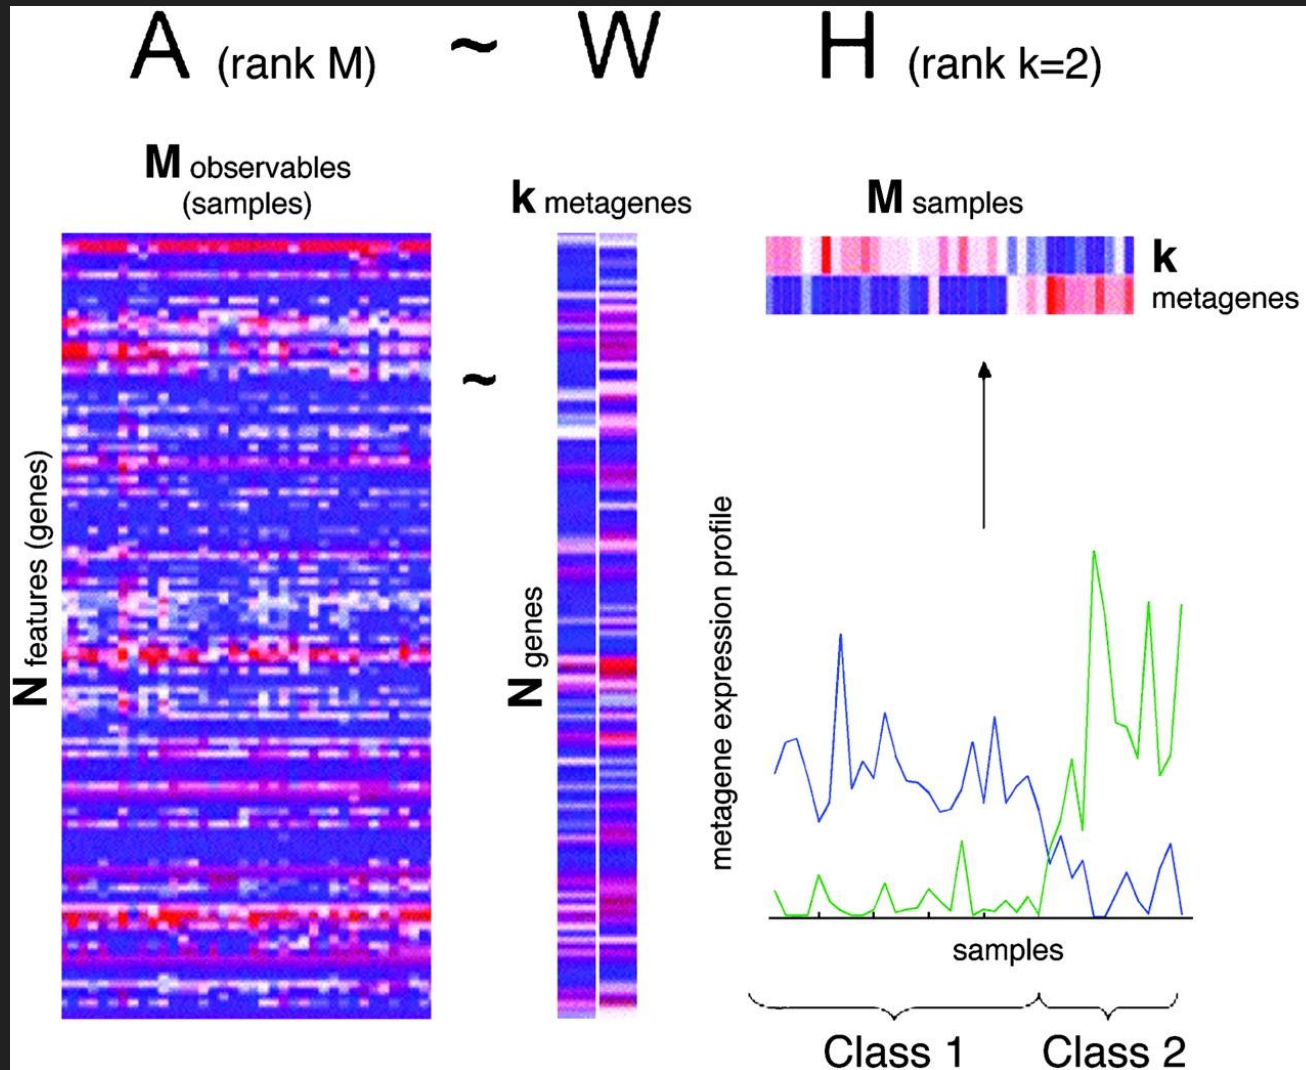 A (rank M) ~ W H (rank k=2)
M observables
(samples)
k metagenes
M samples
k
metagenes
~
N features (genes)
N genes
metagene expression profile
samples
Class 1 Class 2